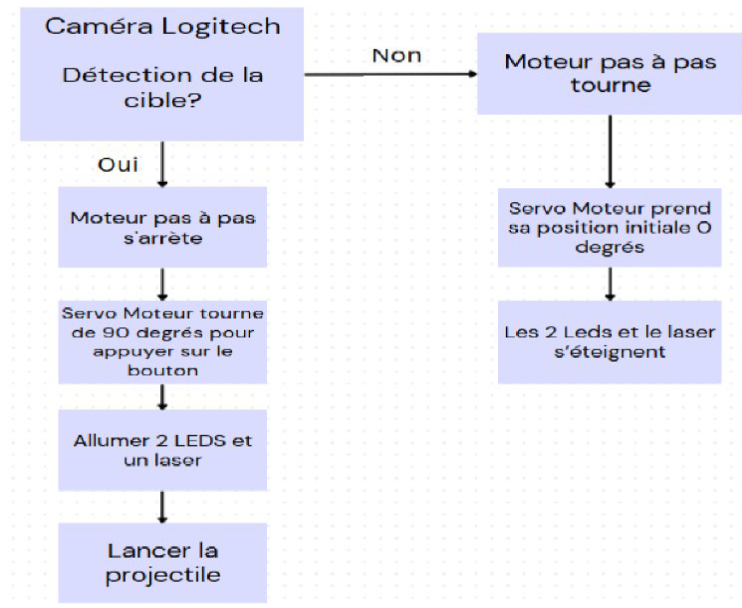 Caméra Logitech
Détection de la
cible?
Non
Moteur pas à pas
tourne
Oui
Moteur pas à pas
s'arrète
Servo Moteur prend
sa position initiale 0
degrés
Servo Moteur tourne
de 90 degrés pour
appuyer sur le
bouton
Les 2 Leds et le laser
s'éteignent
Allumer 2 LEDS et
un laser
Lancer la
projectile